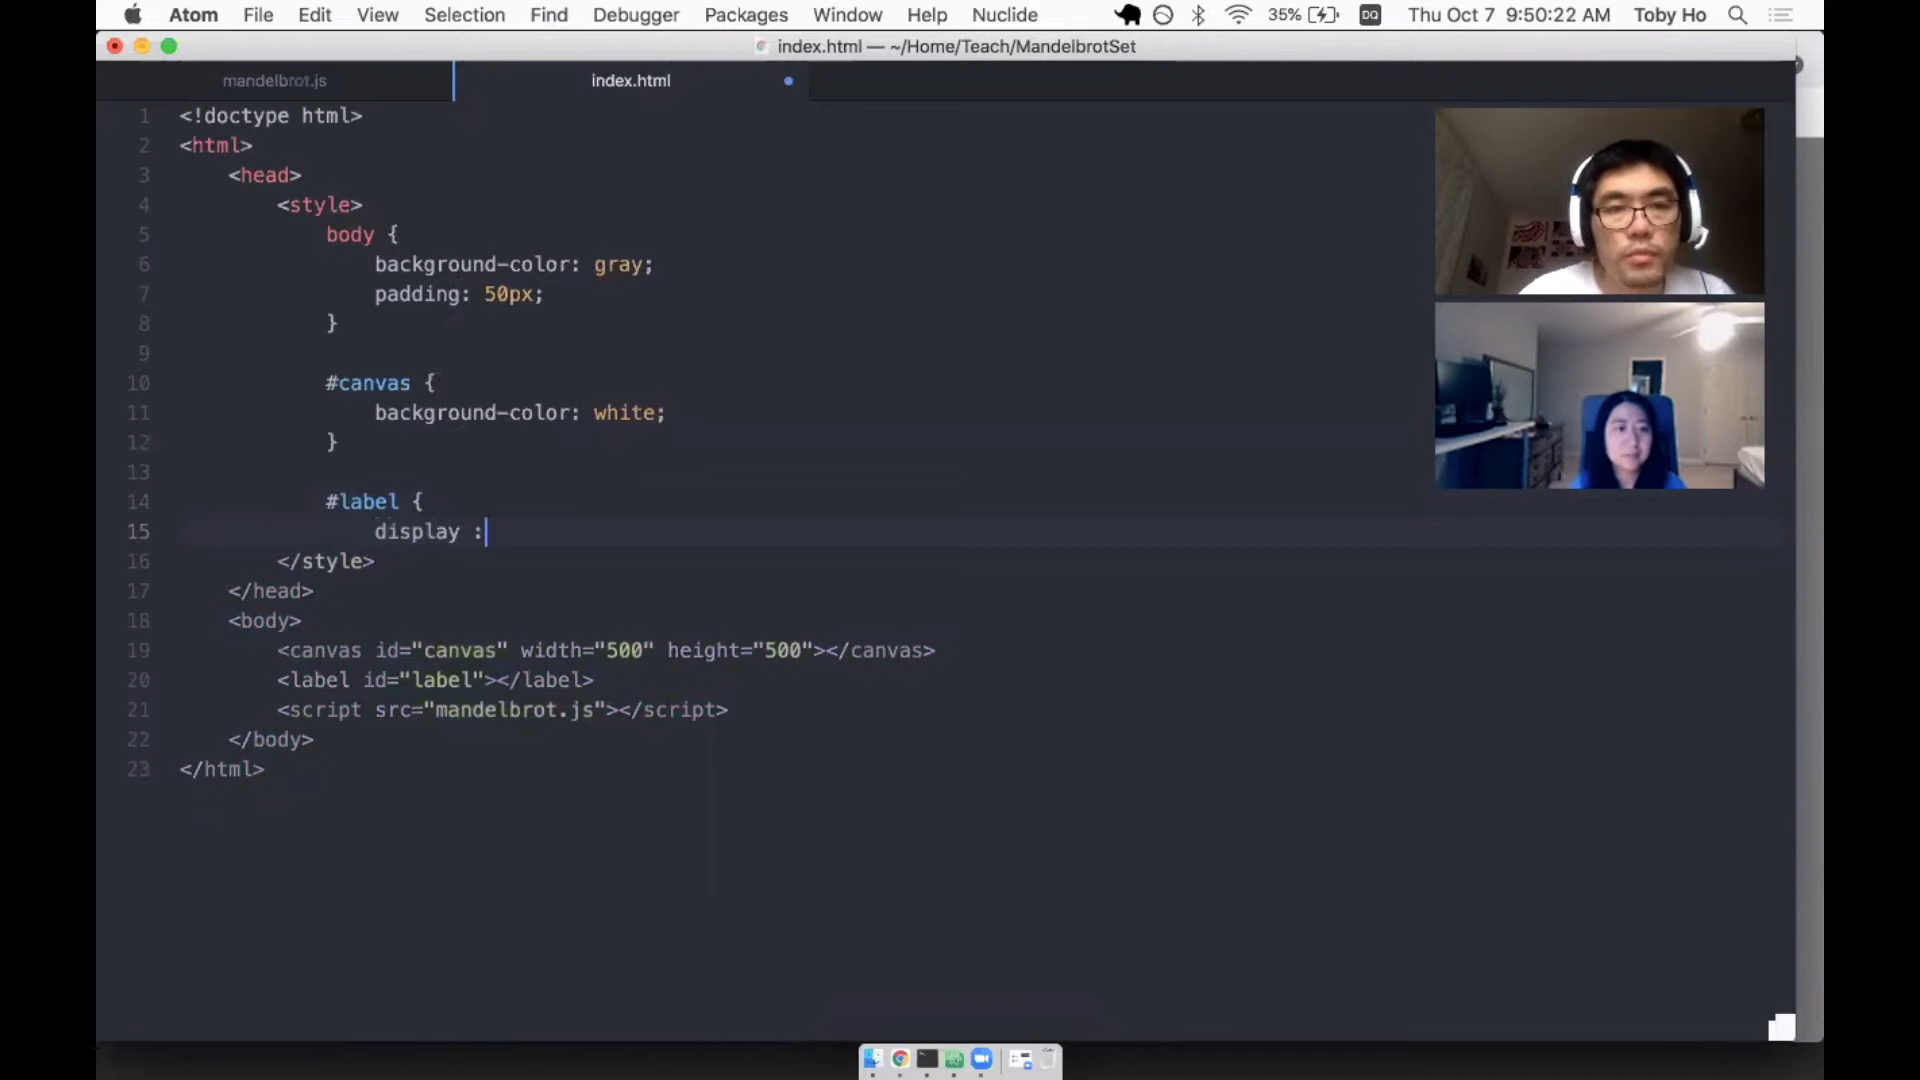 Atom File Edit View Selection Find Debugger Packages Window Help Nuclide 35% DQ Thu Oct 7 9:50:22 AM Toby Ho
index.html — ~/Home/Teach/MandelbrotSet
mandelbrot.js index.html
1 <!doctype html>
2 <html>
3 <head>
4 <style>
5 body {
6 background-color: gray;
7 padding: 50px;
8 }
9
10 #canvas {
11 background-color: white;
12 }
13
14 #label {
15 display :
16 </style>
17 </head>
18 <body>
19 <canvas id="canvas" width="500" height="500"></canvas>
20 <label id="label"></label>
21 <script src="mandelbrot.js"></script>
22 </body>
23 </html>